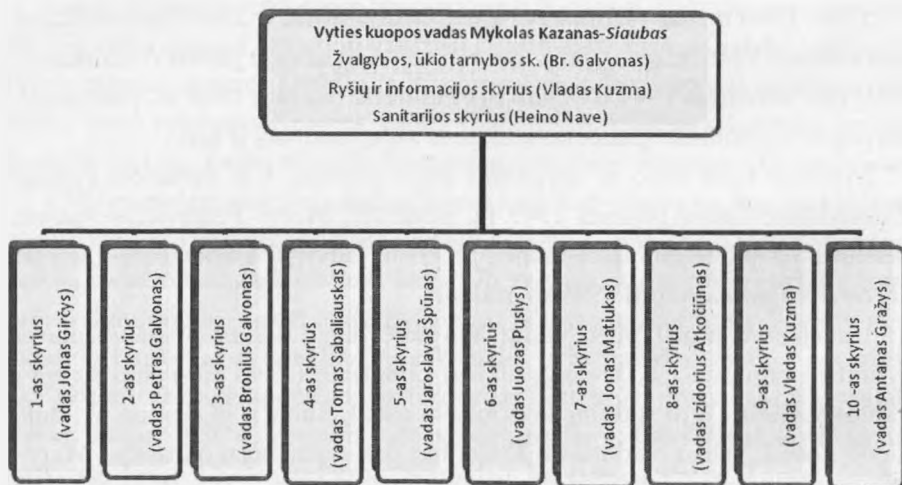 Vyties kuopos vadas Mykolas Kazanas-Siaubas
Žvalgybos, ūkio tarnybos sk. (Br. Galvonas)
Ryšių ir informacijos skyrius (Vladas Kuzma)
Sanitarijos skyrius (Heino Nave)
1-as skyrius
(vadas Jonas Girčys)
2-as skyrius
(vadas Petras Galvonas)
3-as skyrius
(vadas Bronius Galvonas)
4-as skyrius
(vadas Tomas Sabaliauskas)
5-as skyrius
(vadas Jaroslavas Spūras)
6-as skyrius
(vadas Juozas Puslys)
7-as skyrius
(vadas Jonas Matiukas)
8-as skyrius
(vadas Izidorius Atkočiūnas)
9-as skyrius
(vadas Vladas Kuzma)
10 -as skyrius
(vadas Antanas Gražys)